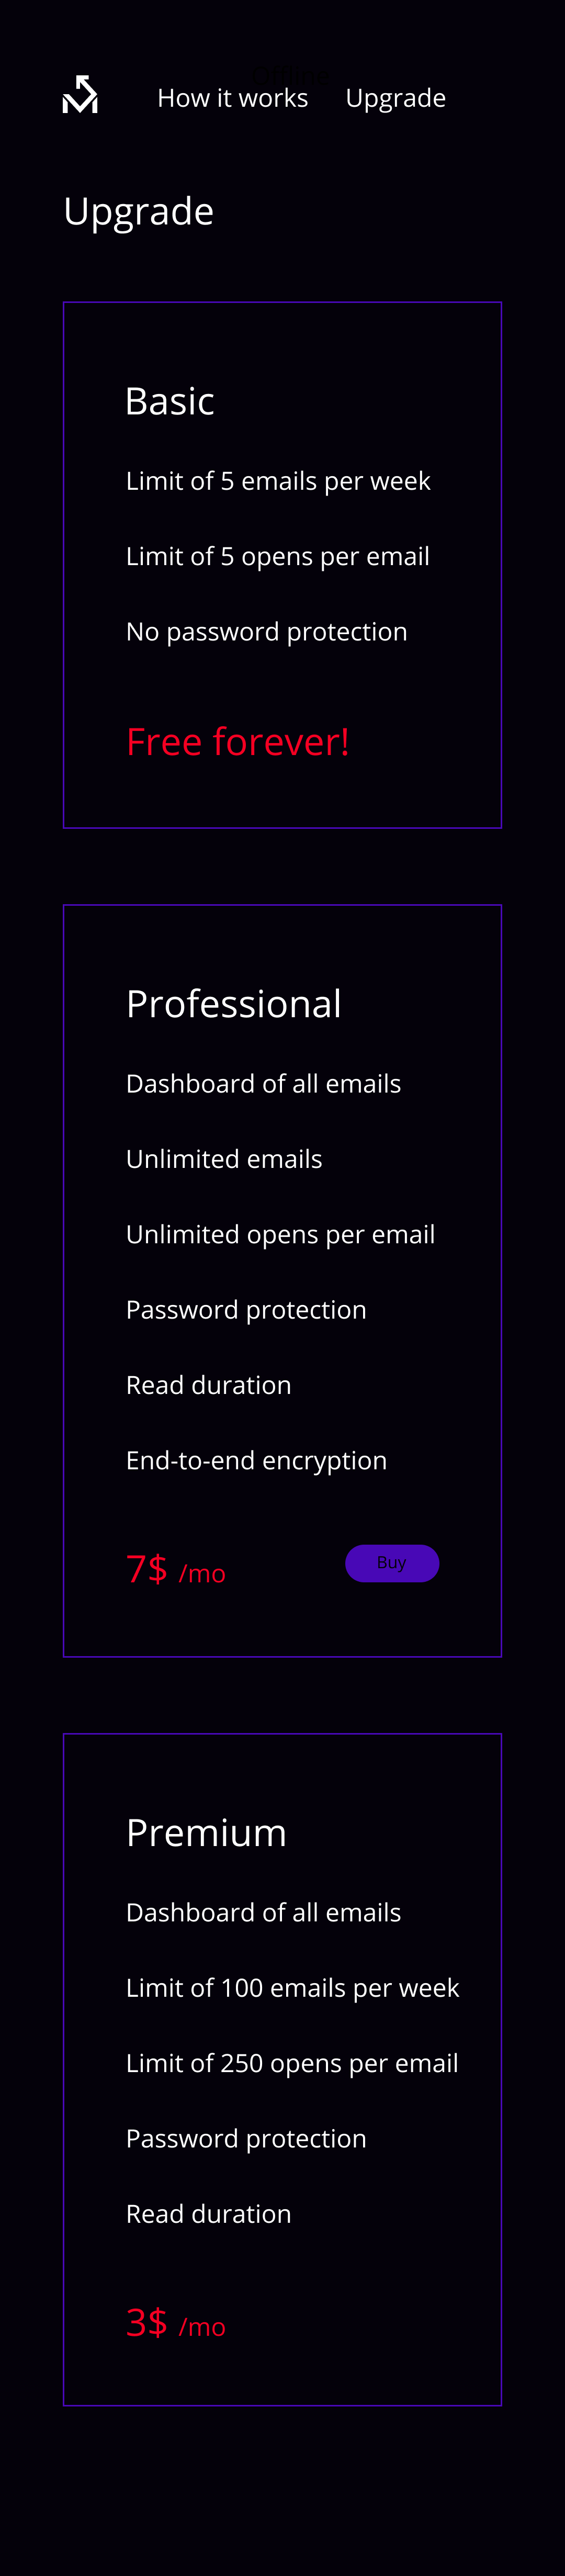 Offline
How it works Upgrade
Upgrade
Basic
Limit of 5 emails per week
Limit of 5 opens per email
No password protection
Free forever!
Professional
Dashboard of all emails
Unlimited emails
Unlimited opens per email
Password protection
Read duration
End-to-end encryption
7$ /mo Buy
Premium
Dashboard of all emails
Limit of 100 emails per week
Limit of 250 opens per email
Password protection
Read duration
3$ /mo